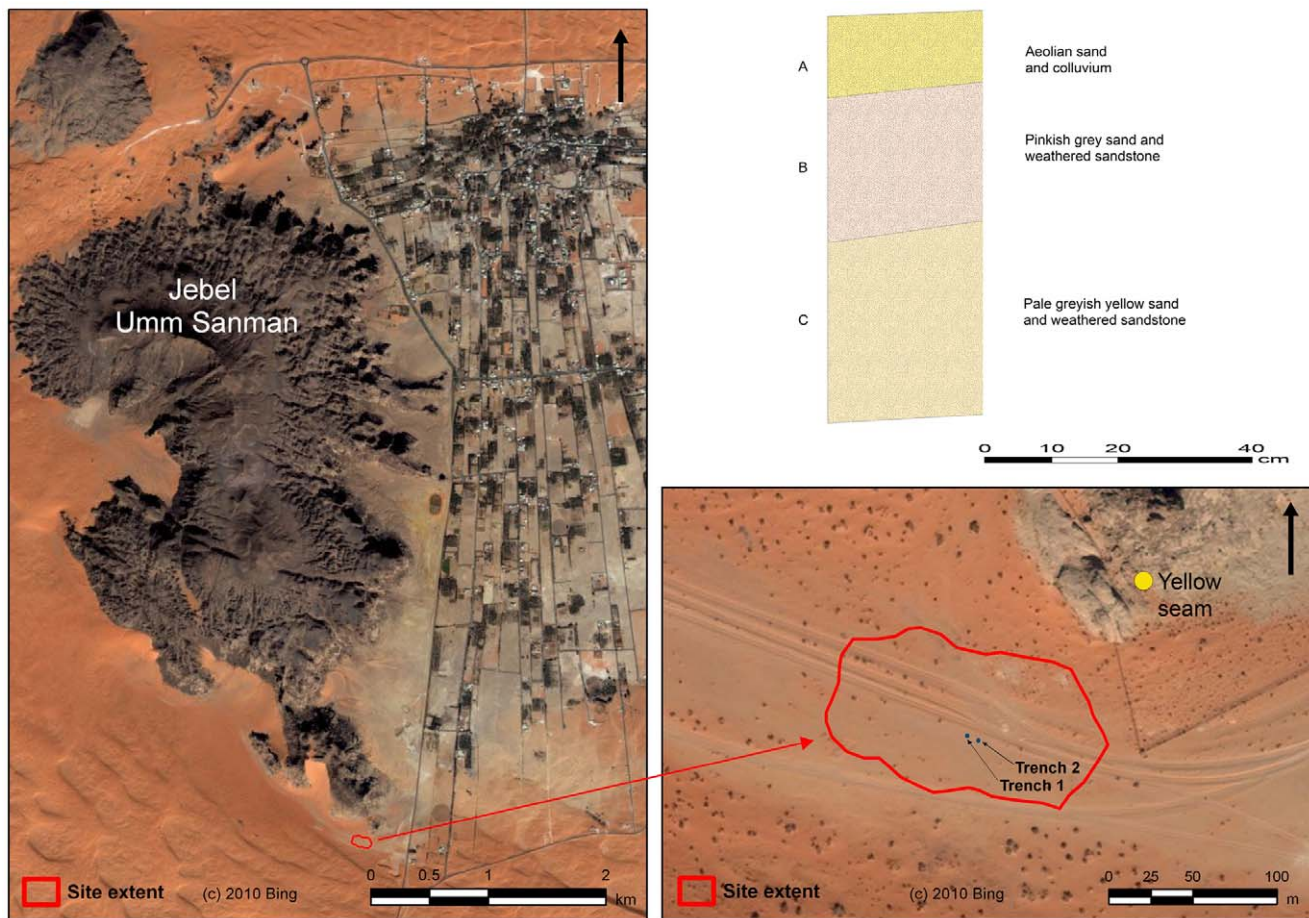 Jebel
Umm Sanman
Site extent
(c) 2010 Bing
0 0.5 1 2
km
A
Aeolian sand
and colluvium
B
Pinkish grey sand and
weathered sandstone
C
Pale greyish yellow sand
and weathered sandstone
0 10 20 40
cm
Yellow
seam
Trench 2
Trench 1
Site extent
(c) 2010 Bing
0 25 50 100
m